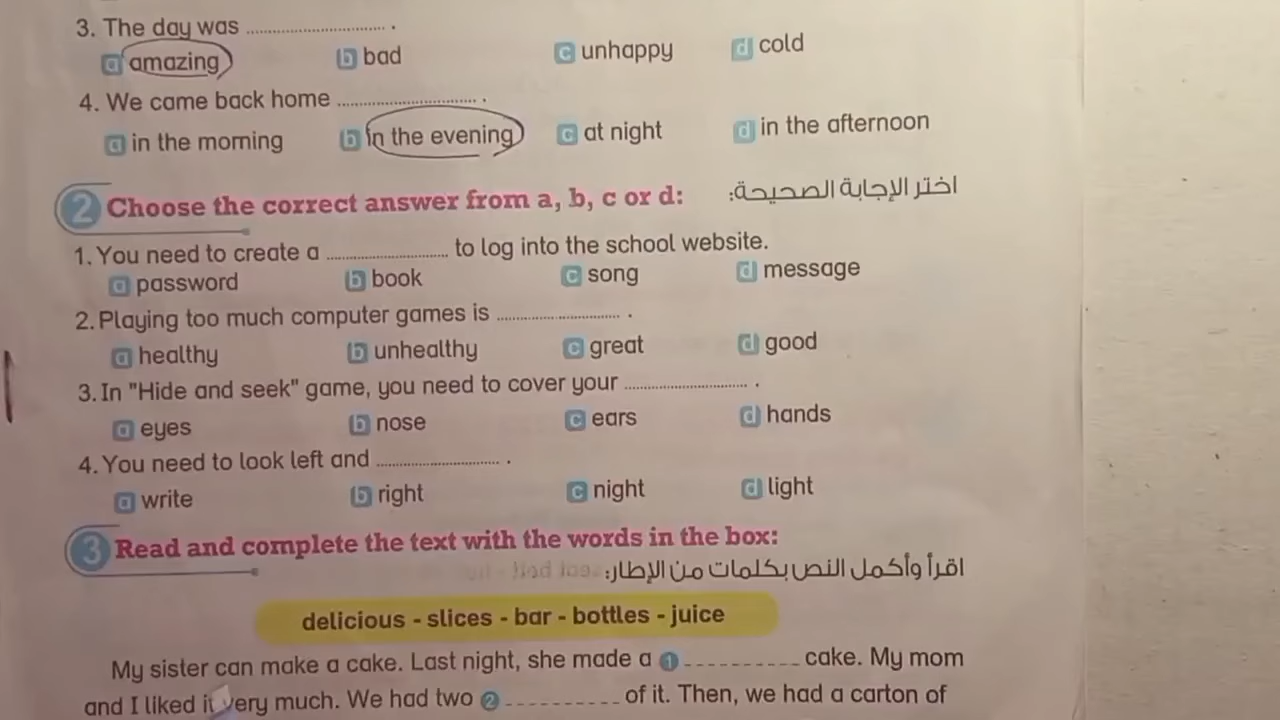 3. The day was ............................... .
a amazing b bad c unhappy d cold
4. We came back home ............................... .
a in the morning b in the evening c at night d in the afternoon
2 Choose the correct answer from a, b, c or d: اختر الإجابة الصحيحة:
1. You need to create a ........................... to log into the school website.
a password b book c song d message
2. Playing too much computer games is ........................... .
a healthy b unhealthy c great d good
3. In "Hide and seek" game, you need to cover your ........................... .
a eyes b nose c ears d hands
4. You need to look left and ........................... .
a write b right c night d light
3 Read and complete the text with the words in the box:
اقرأ وأكمل النص بكلمات من الإطار:
delicious - slices - bar - bottles - juice
My sister can make a cake. Last night, she made a 1 __________ cake. My mom
and I liked it very much. We had two 2 __________ of it. Then, we had a carton of